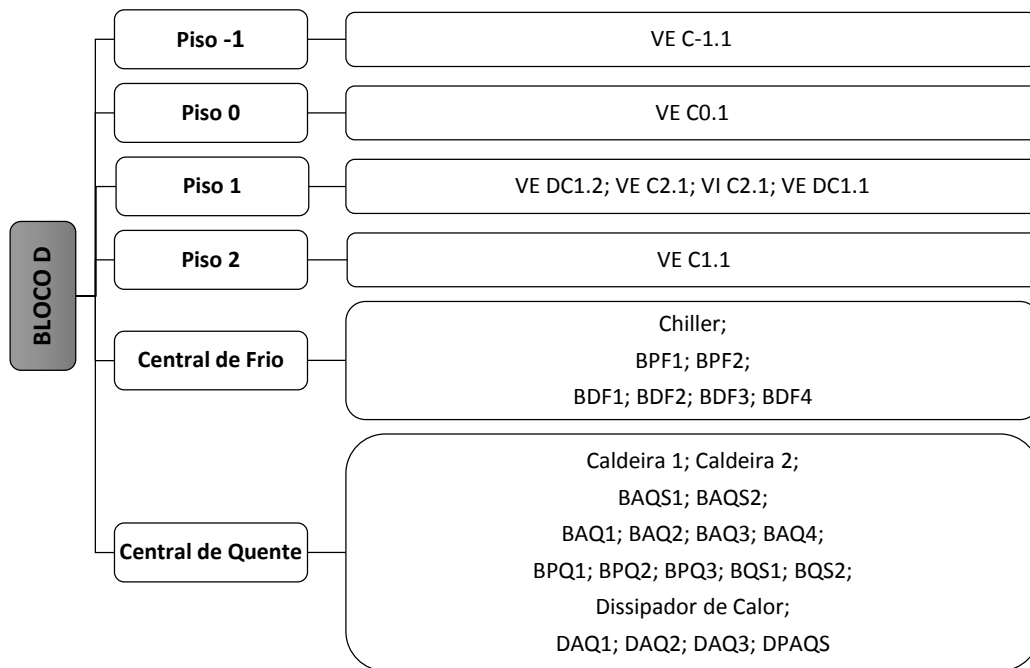 BLOCO D
Piso -1
VE C-1.1
Piso 0
VE C0.1
Piso 1
VE DC1.2; VE C2.1; VI C2.1; VE DC1.1
Piso 2
VE C1.1
Central de Frio
Chiller;
BPF1; BPF2;
BDF1; BDF2; BDF3; BDF4
Central de Quente
Caldeira 1; Caldeira 2;
BAQS1; BAQS2;
BAQ1; BAQ2; BAQ3; BAQ4;
BPQ1; BPQ2; BPQ3; BQS1; BQS2;
Dissipador de Calor;
DAQ1; DAQ2; DAQ3; DPAQS